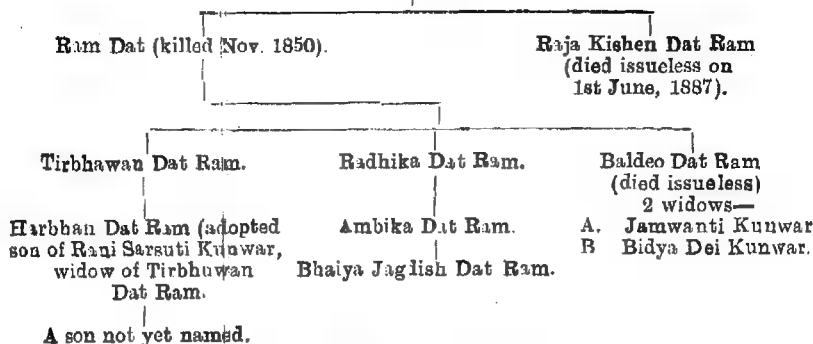 Ram Dat (killed Nov. 1850).
Raja Kishen Dat Ram
(died issueless on
1st June, 1887).
Tirbhawan Dat Ram.
Radhika Dat Ram.
Baldeo Dat Ram
(died issueless)
2 widows—
A. Jamwanti Kunwar
B Bidya Dei Kunwar.
Harbhan Dat Ram (adopted
son of Rani Sarsuti Kunwar,
widow of Tirbhuwan
Dat Ram.
Ambika Dat Ram.
Bhaiya Jaglish Dat Ram.
A son not yet named.